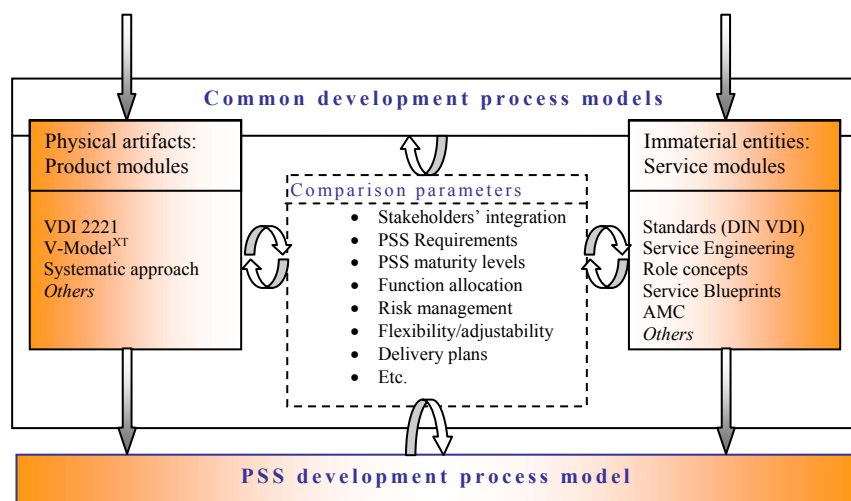 Common development process models
Physical artifacts:
Product modules
VDI 2221
V-Model^XT
Systematic approach
Others
Comparison parameters
• Stakeholders’ integration
• PSS Requirements
• PSS maturity levels
• Function allocation
• Risk management
• Flexibility/adjustability
• Delivery plans
• Etc.
Immaterial entities:
Service modules
Standards (DIN VDI)
Service Engineering
Role concepts
Service Blueprints
AMC
Others
PSS development process model